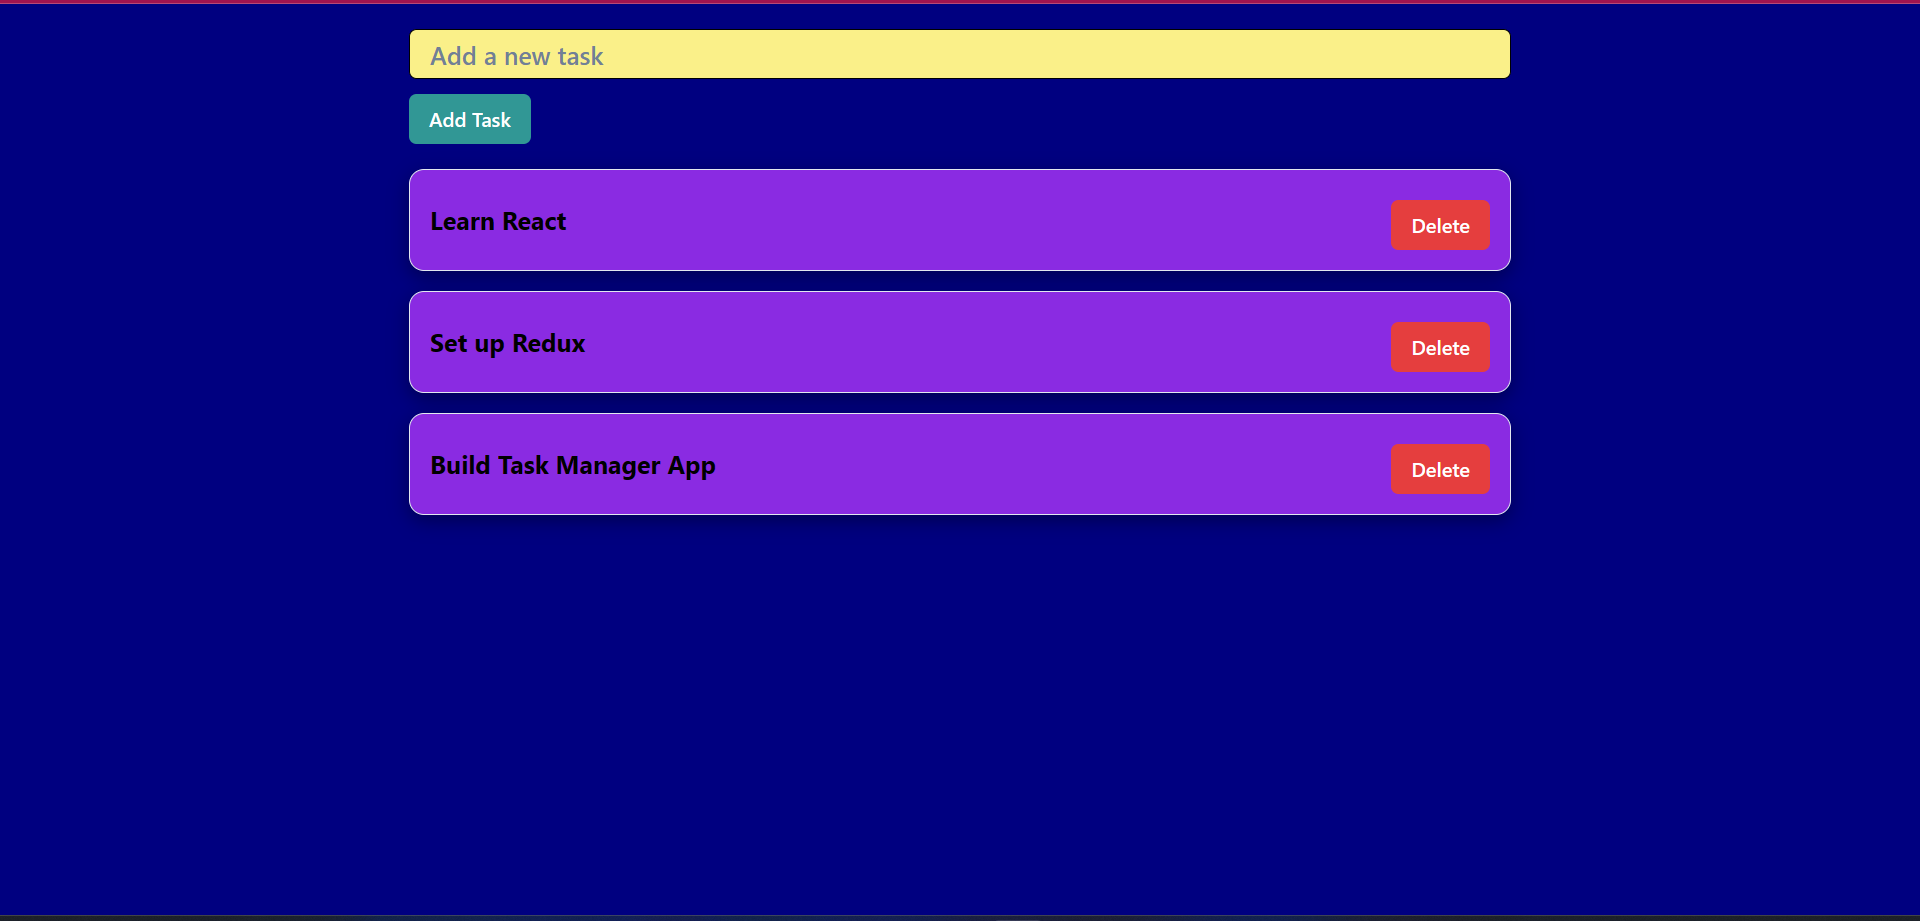 Add a new task
Add Task
Learn React
Delete
Set up Redux
Delete
Build Task Manager App
Delete